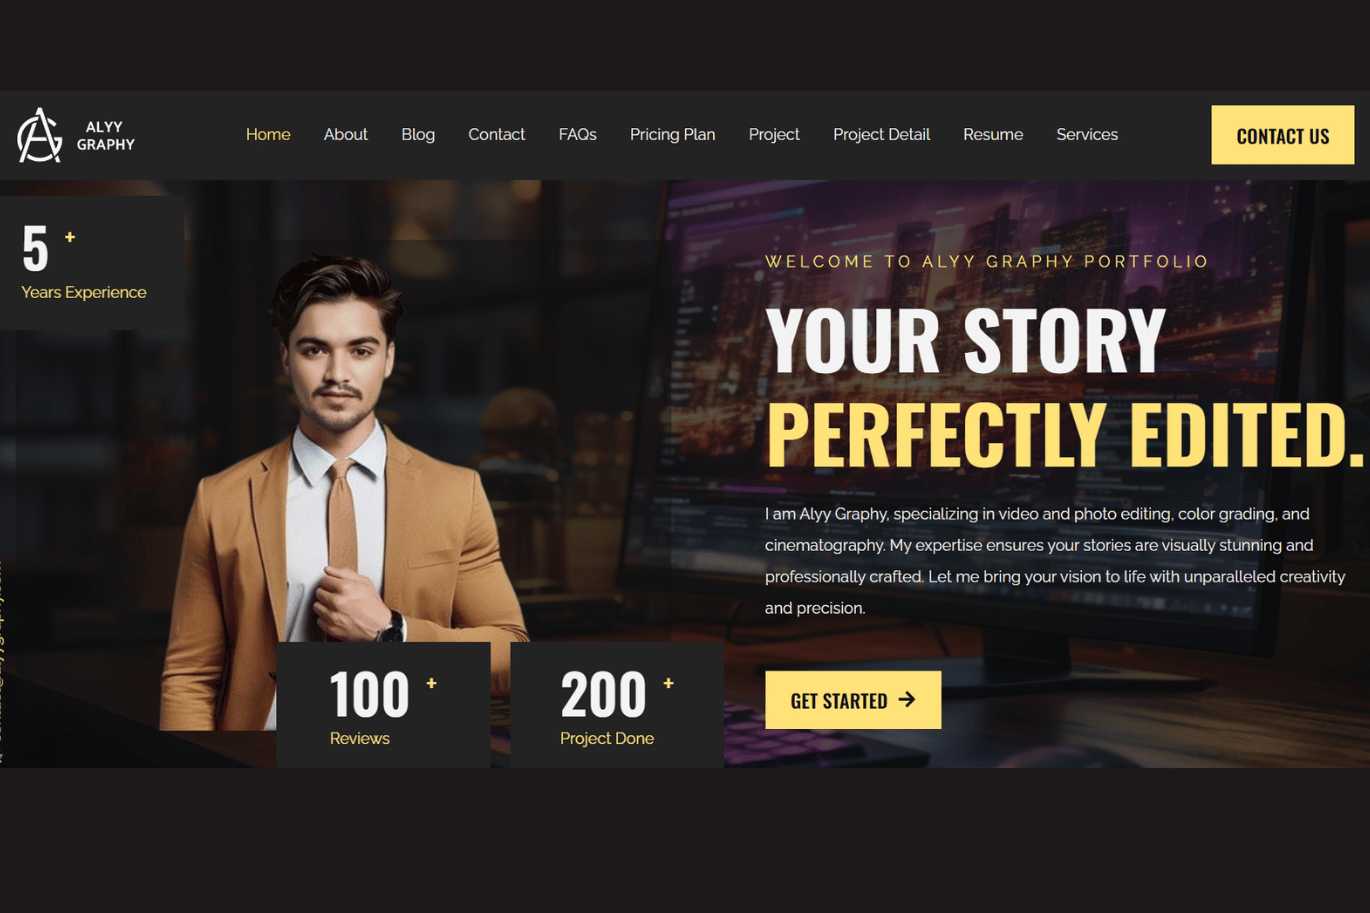 ALYY
GRAPHY
Home About Blog Contact FAQs Pricing Plan Project Project Detail Resume Services
CONTACT US
5 +
Years Experience
WELCOME TO ALYY GRAPHY PORTFOLIO
YOUR STORY
PERFECTLY EDITED.
I am Alyy Graphy, specializing in video and photo editing, color grading, and
cinematography. My expertise ensures your stories are visually stunning and
professionally crafted. Let me bring your vision to life with unparalleled creativity
and precision.
GET STARTED →
100 +
Reviews
200 +
Project Done